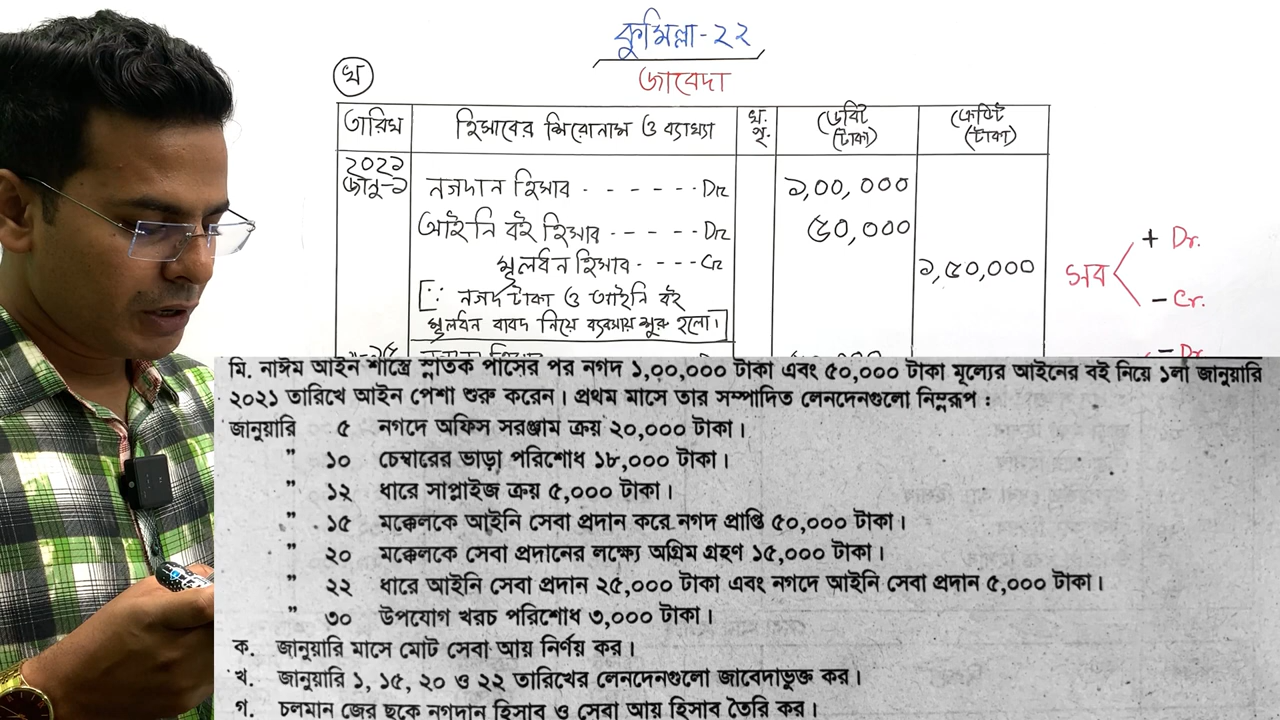 কুমিল্লা-২২
জাবেদা
খ
তারিখ হিসাবের শিরোনাম ও ব্যাখ্যা খ. পৃ. ডেবিট (টাকা) ক্রেডিট (টাকা)
২০২১
জানু-১ নগদান হিসাব - - - - - - - Dr ১,০০,০০০
আইনি বই হিসাব - - - - - Dr ৫০,০০০
মূলধন হিসাব - - - - Cr ১,৫০,০০০
[∵ নগদ টাকা ও আইনি বই
মূলধন বাবদ নিয়ে ব্যবসায় শুরু হলো।]
সব + Dr.
- Cr.
- Dr.
মি. নাঈম আইন শাস্ত্রে স্নাতক পাসের পর নগদ ১,০০,০০০ টাকা এবং ৫০,০০০ টাকা মূল্যের আইনের বই নিয়ে ১লা জানুয়ারি
২০২১ তারিখে আইন পেশা শুরু করেন। প্রথম মাসে তার সম্পাদিত লেনদেনগুলো নিম্নরূপ :
জানুয়ারি ৫ নগদে অফিস সরঞ্জাম ক্রয় ২০,০০০ টাকা।
" ১০ চেম্বারের ভাড়া পরিশোধ ১৮,০০০ টাকা।
" ১২ ধারে সাপ্লাইজ ক্রয় ৫,০০০ টাকা।
" ১৫ মক্কেলকে আইনি সেবা প্রদান করে নগদ প্রাপ্তি ৫০,০০০ টাকা।
" ২০ মক্কেলকে সেবা প্রদানের লক্ষ্যে অগ্রিম গ্রহণ ১৫,০০০ টাকা।
" ২২ ধারে আইনি সেবা প্রদান ২৫,০০০ টাকা এবং নগদে আইনি সেবা প্রদান ৫,০০০ টাকা।
" ৩০ উপযোগ খরচ পরিশোধ ৩,০০০ টাকা।
ক. জানুয়ারি মাসে মোট সেবা আয় নির্ণয় কর।
খ. জানুয়ারি ১, ১৫, ২০ ও ২২ তারিখের লেনদেনগুলো জাবেদাভুক্ত কর।
গ. চলমান জের ছকে নগদান হিসাব ও সেবা আয় হিসাব তৈরি কর।